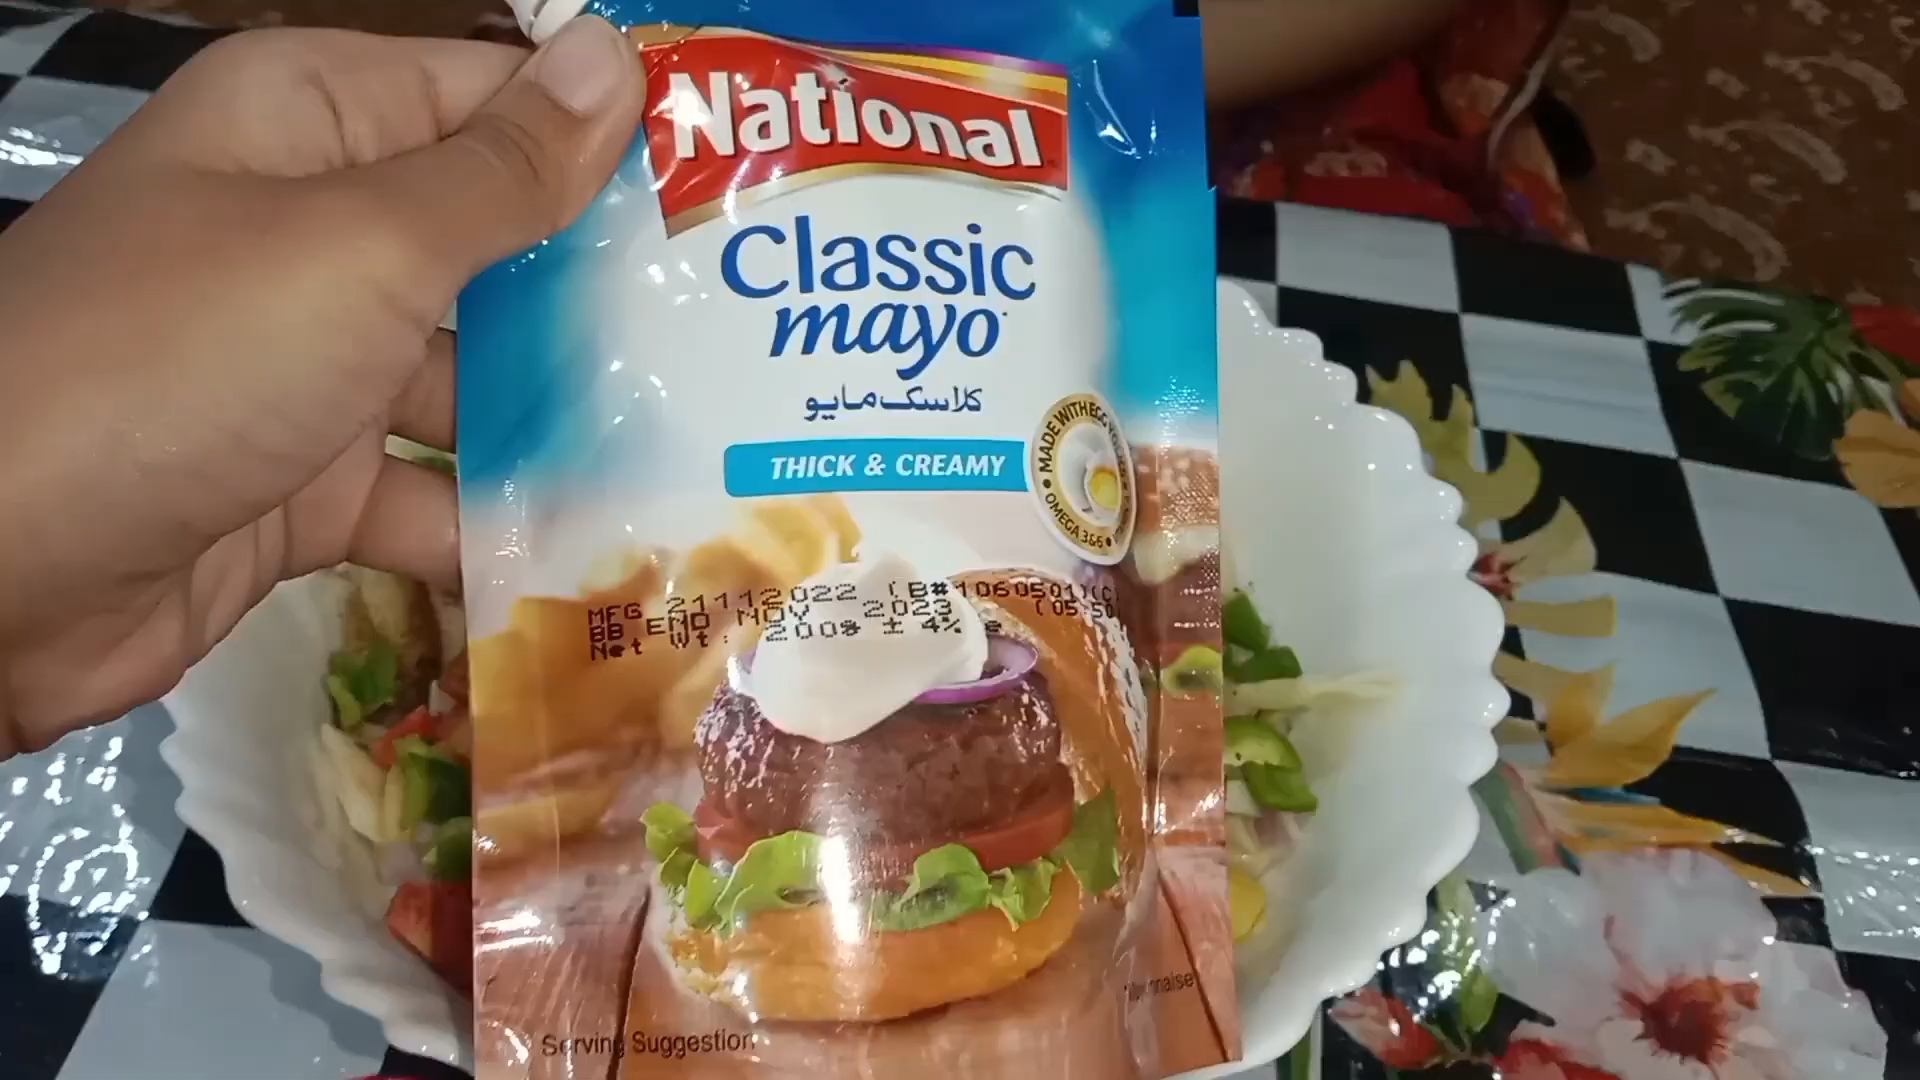 National
Classic
mayo
کلاسک مایو
THICK & CREAMY
MADE WITH EGG
OMEGA 3&6
MFG 21112022 (B#1060501)(C
BB END NOV 2023 (05:50
Net Wt: 200g ± 4% e
Serving Suggestion